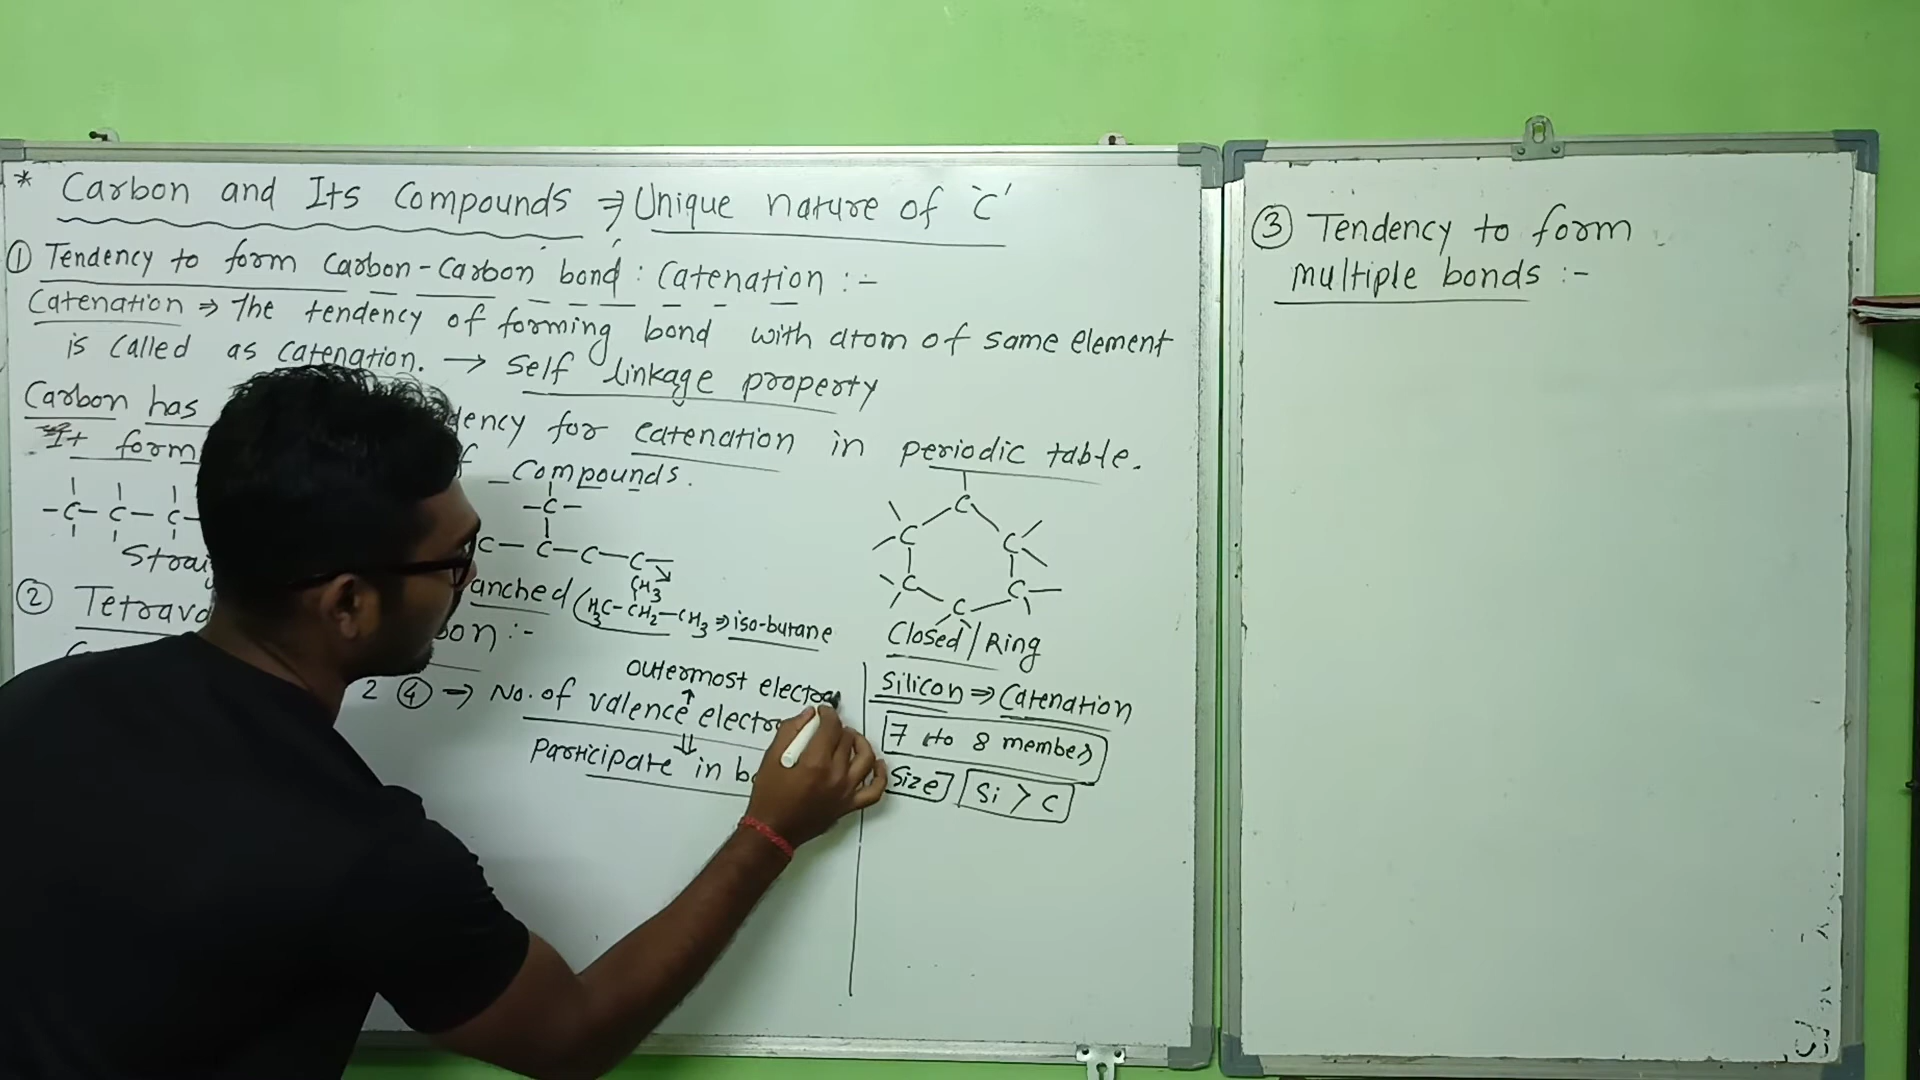 * Carbon and Its Compounds ⇒ Unique nature of 'C'
① Tendency to form Carbon-Carbon bond : Catenation :-
Catenation ⇒ The tendency of forming bond with atom of same element
is called as catenation. → Self linkage property
Carbon has dency for catenation in periodic table.
It form f Compounds.
-C- C- C- Strai
-C-
C-C-C-C-
anched
CH3
(H3C-CH2-CH3 ⇒ iso-butane
C C C C C C
Closed / Ring
② Tetrava bon :-
2 ④ → No. of valence electro
outermost electro
Participate in b
Silicon ⇒ Catenation
7 to 8 member
Size Si > C
③ Tendency to form
multiple bonds :-